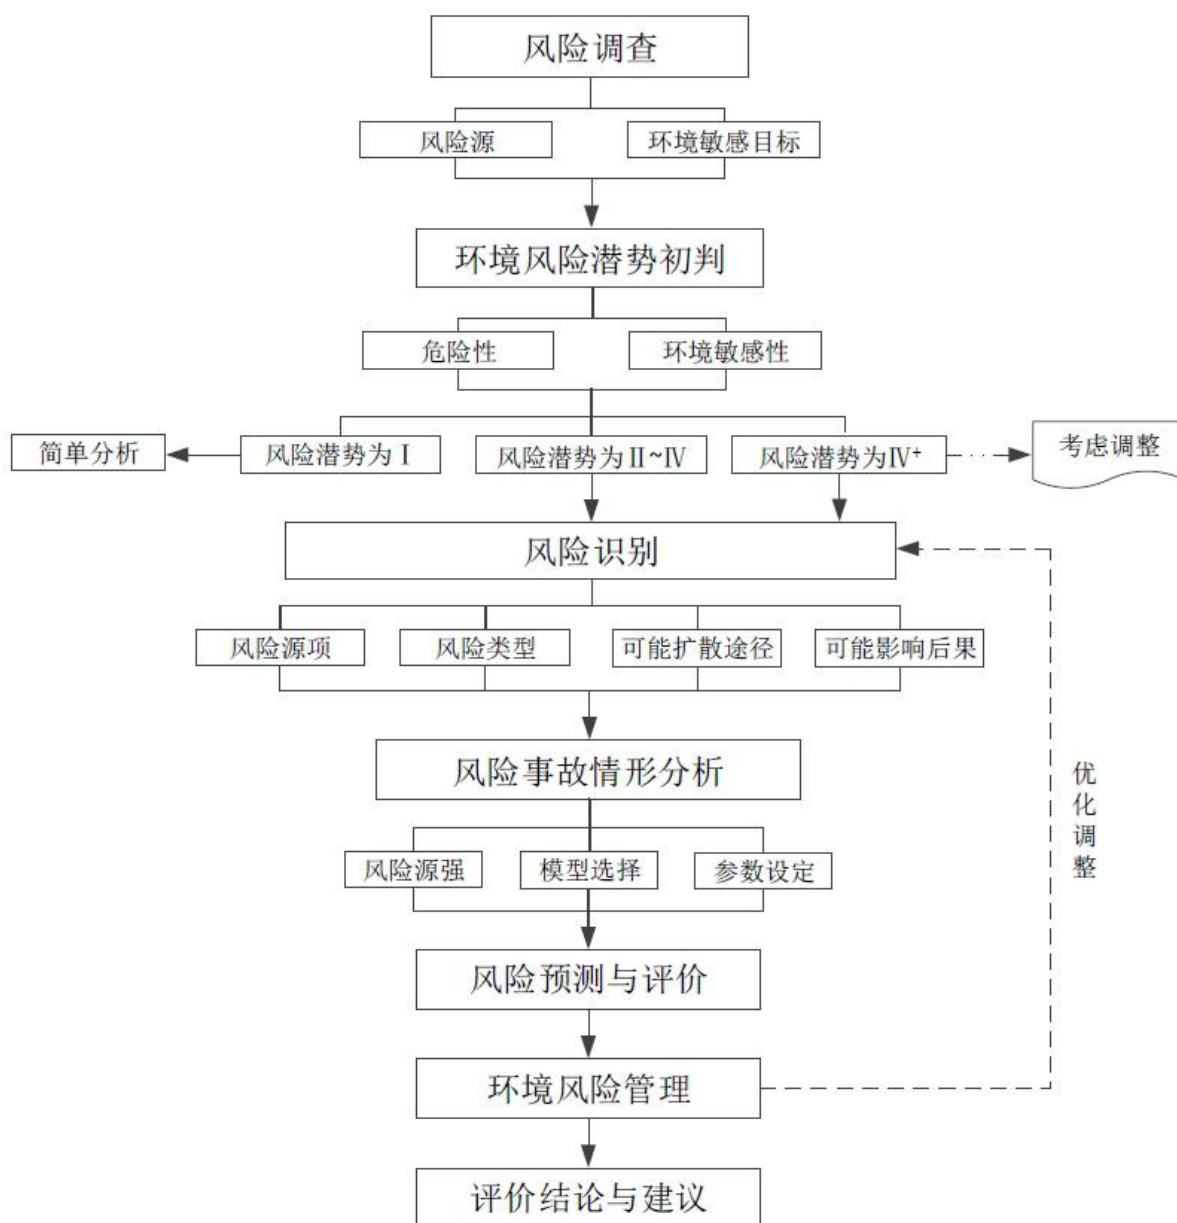 风险调查
风险源
环境敏感目标
环境风险潜势初判
危险性
环境敏感性
简单分析
风险潜势为Ⅰ
风险潜势为Ⅱ~Ⅳ
风险潜势为Ⅳ⁺
考虑调整
风险识别
风险源项
风险类型
可能扩散途径
可能影响后果
风险事故情形分析
优化调整
风险源强
模型选择
参数设定
风险预测与评价
环境风险管理
评价结论与建议